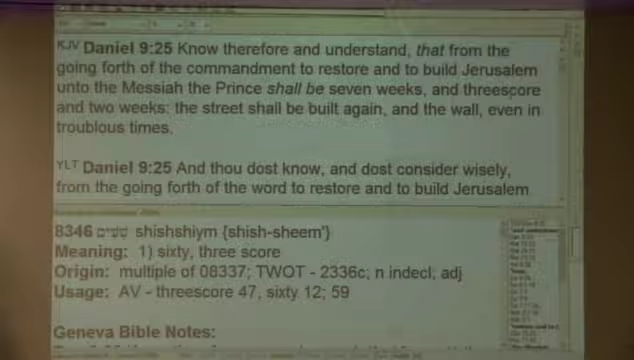 KJV Daniel 9:25 Know therefore and understand, that from the
going forth of the commandment to restore and to build Jerusalem
unto the Messiah the Prince shall be seven weeks, and threescore
and two weeks: the street shall be built again, and the wall, even in
troublous times.
YLT Daniel 9:25 And thou dost know, and dost consider wisely,
from the going forth of the word to restore and to build Jerusalem
8346 ששים shishshiym {shish-sheem'}
Meaning: 1) sixty, three score
Origin: multiple of 08337; TWOT - 2336c; n indecl; adj
Usage: AV - threescore 47, sixty 12; 59
Geneva Bible Notes: